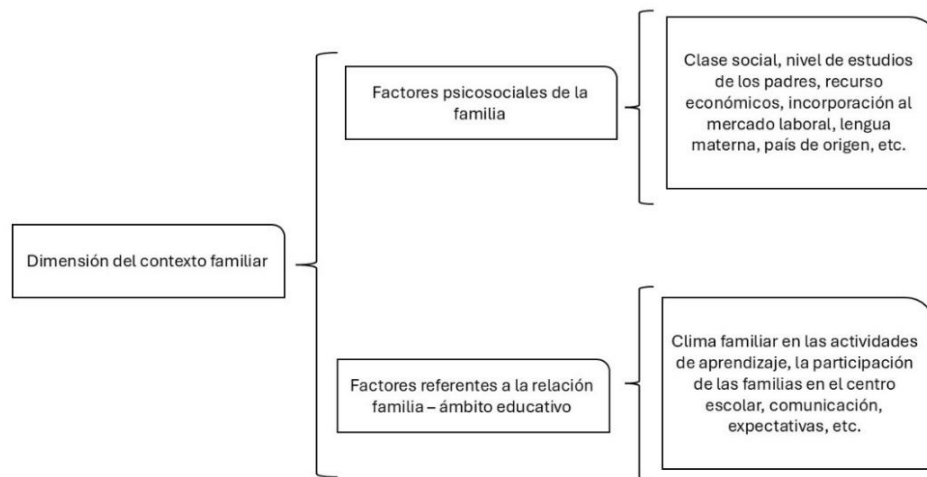 Dimensión del contexto familiar
Factores psicosociales de la
familia
Clase social, nivel de estudios
de los padres, recurso
económicos, incorporación al
mercado laboral, lengua
materna, país de origen, etc.
Factores referentes a la relación
familia – ámbito educativo
Clima familiar en las actividades
de aprendizaje, la participación
de las familias en el centro
escolar, comunicación,
expectativas, etc.